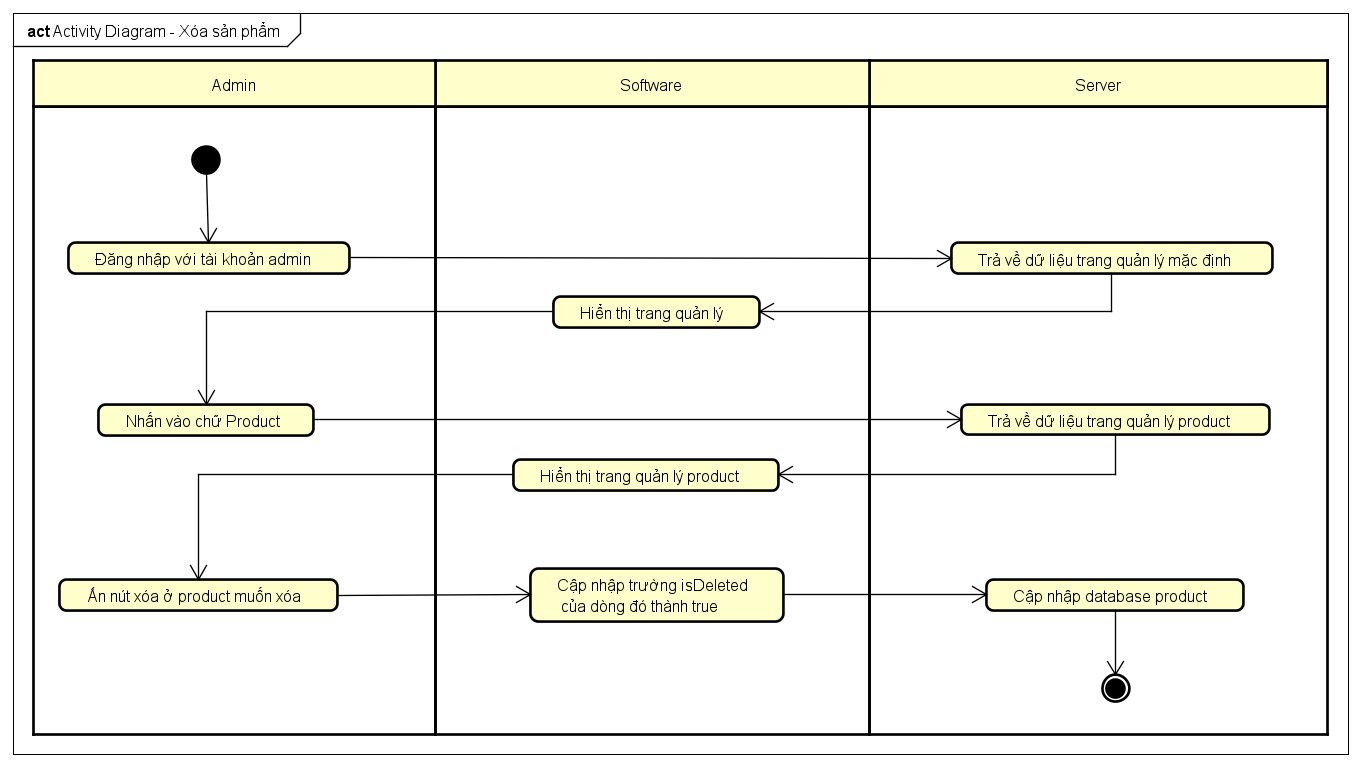 act Activity Diagram - Xóa sản phẩm
Admin
Software
Server
Đăng nhập với tài khoản admin
Trả về dữ liệu trang quản lý mặc định
Hiển thị trang quản lý
Nhấn vào chữ Product
Trả về dữ liệu trang quản lý product
Hiển thị trang quản lý product
Ấn nút xóa ở product muốn xóa
Cập nhập trường isDeleted
của dòng đó thành true
Cập nhập database product